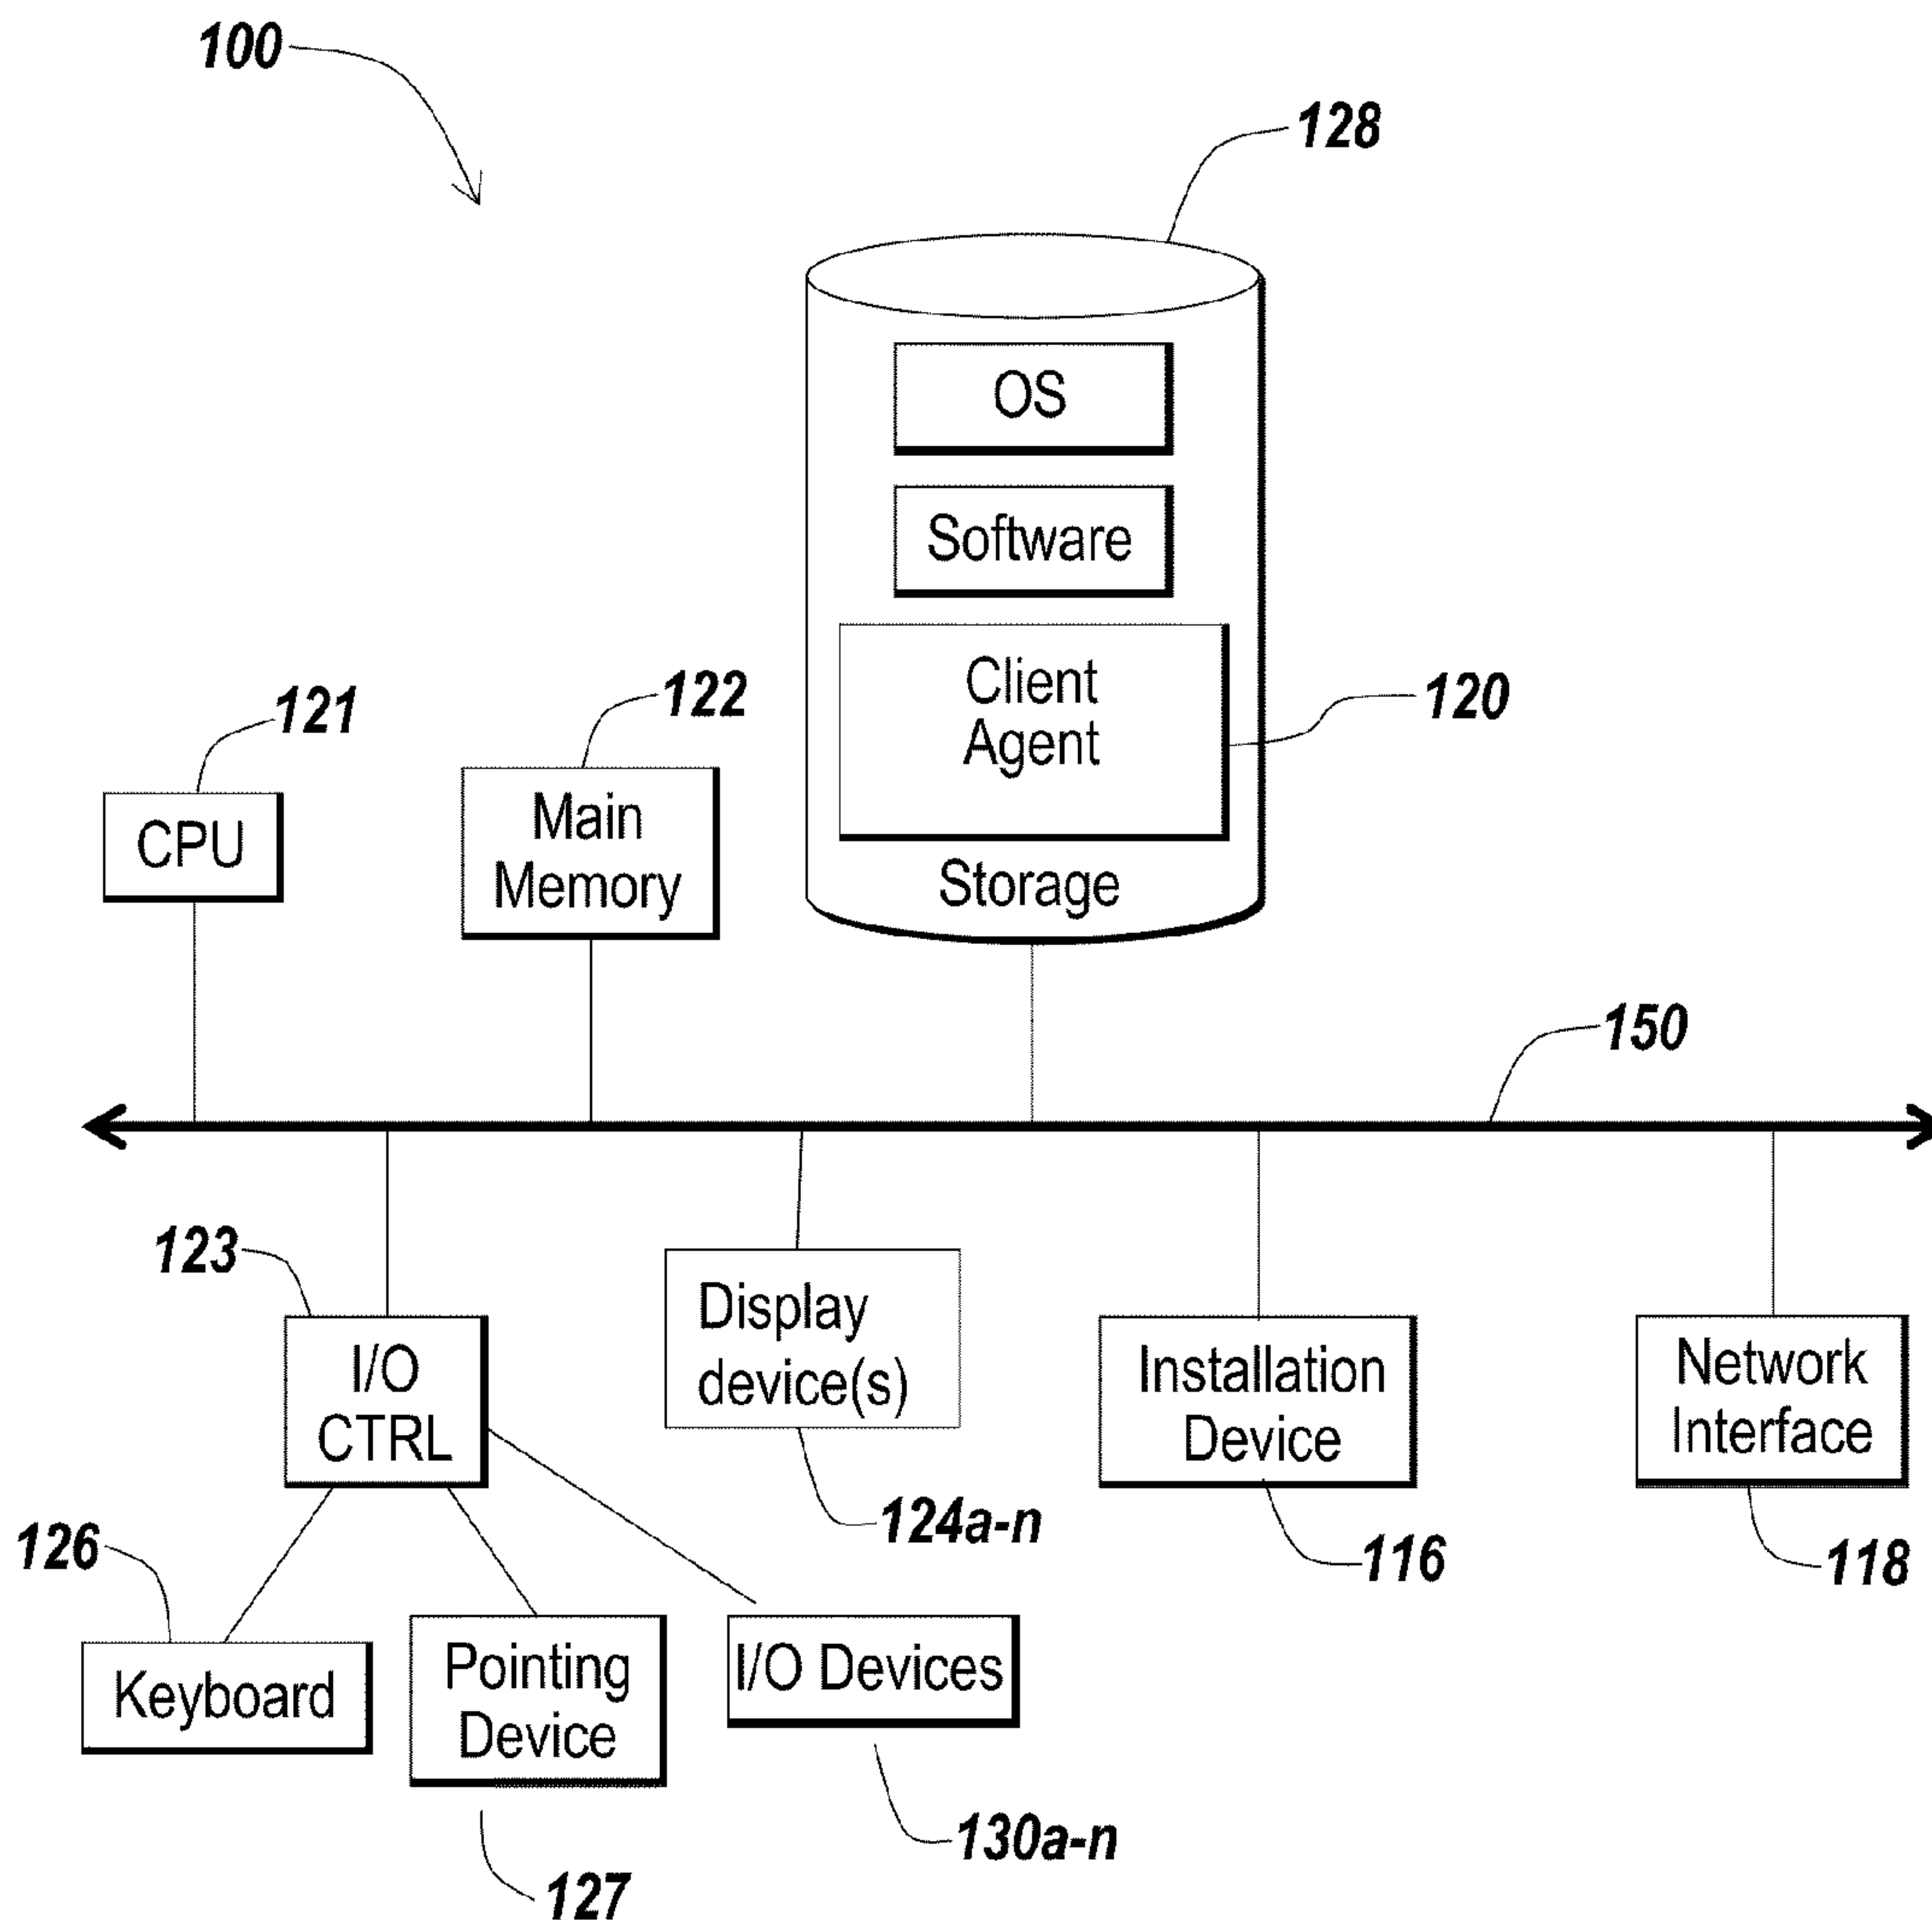 100
128
OS
Software
Client
Agent
120
Storage
121
CPU
122
Main
Memory
150
123
I/O
CTRL
Display
device(s)
124a-n
Installation
Device
116
Network
Interface
118
126
Keyboard
Pointing
Device
127
I/O Devices
130a-n